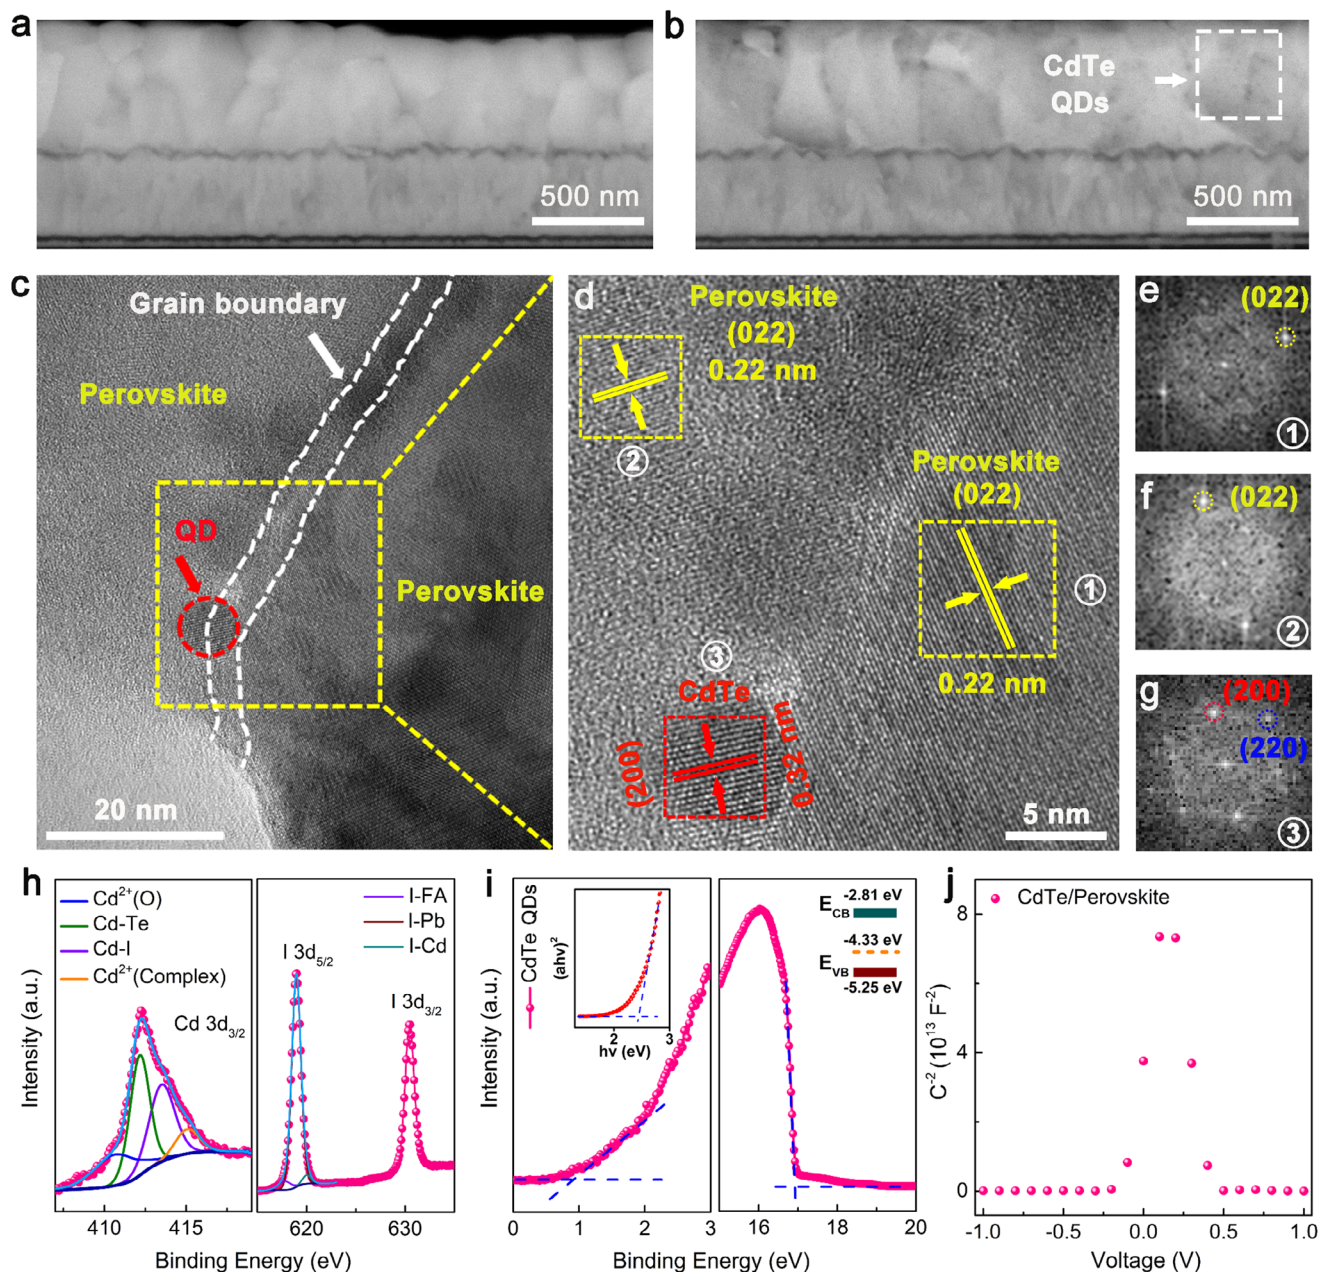 a
500 nm
b
CdTe
QDs
500 nm
c
Grain boundary
Perovskite
QD
Perovskite
20 nm
d
Perovskite
(022)
0.22 nm
②
Perovskite
(022)
①
0.22 nm
③
CdTe
(200)
0.32 nm
5 nm
e
(022)
①
f
(022)
②
g
(200)
(220)
③
h
Cd²⁺(O)
Cd-Te
Cd-I
Cd²⁺(Complex)
Cd 3d₃/₂
I-FA
I-Pb
I-Cd
I 3d₅/₂
I 3d₃/₂
Intensity (a.u.)
410 415 620 630
Binding Energy (eV)
i
CdTe QDs
Intensity (a.u.)
(ahν)²
2 3
hν (eV)
-2.81 eV
E_CB
-4.33 eV
E_VB
-5.25 eV
0 1 2 3 16 18 20
Binding Energy (eV)
j
CdTe/Perovskite
C⁻² (10¹³ F⁻²)
8
4
0
-1.0 -0.5 0.0 0.5 1.0
Voltage (V)